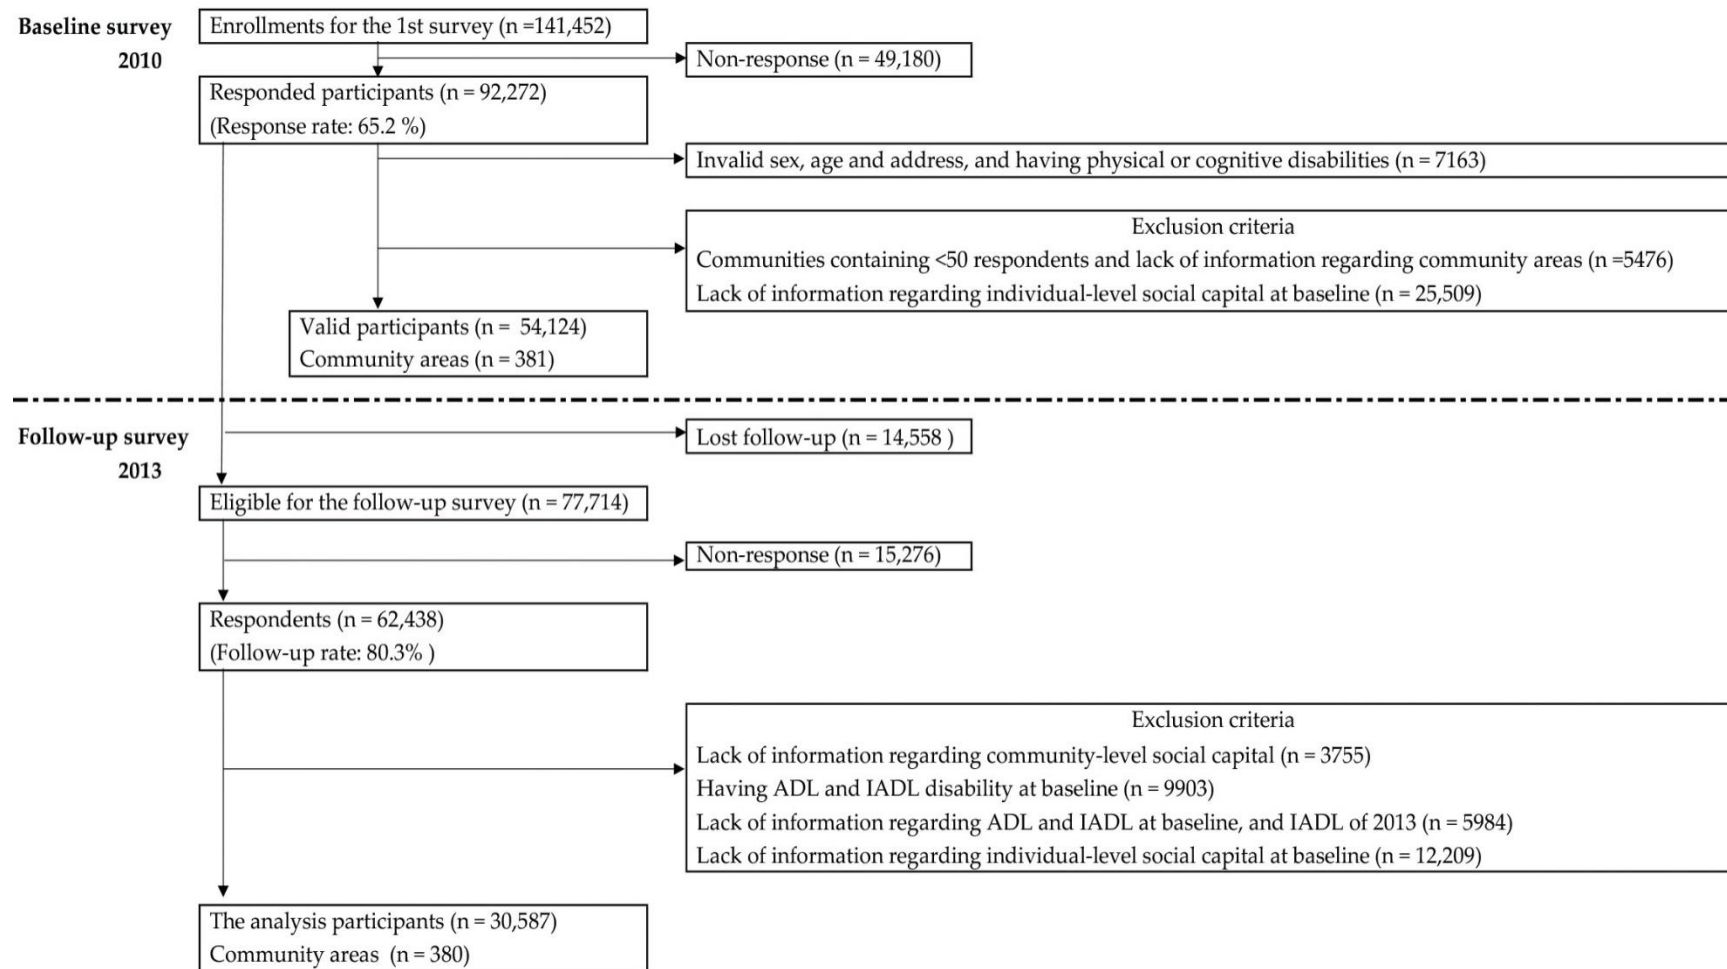 Baseline survey
2010
Enrollments for the 1st survey (n =141,452)
Non-response (n = 49,180)
Responded participants (n = 92,272)
(Response rate: 65.2 %)
Invalid sex, age and address, and having physical or cognitive disabilities (n = 7163)
Exclusion criteria
Communities containing <50 respondents and lack of information regarding community areas (n =5476)
Lack of information regarding individual-level social capital at baseline (n = 25,509)
Valid participants (n =  54,124)
Community areas (n = 381)
Follow-up survey
2013
Lost follow-up (n = 14,558 )
Eligible for the follow-up survey (n = 77,714)
Non-response (n = 15,276)
Respondents (n = 62,438)
(Follow-up rate: 80.3% )
Exclusion criteria
Lack of information regarding community-level social capital (n = 3755)
Having ADL and IADL disability at baseline (n = 9903)
Lack of information regarding ADL and IADL at baseline, and IADL of 2013 (n = 5984)
Lack of information regarding individual-level social capital at baseline (n = 12,209)
The analysis participants (n = 30,587)
Community areas  (n = 380)